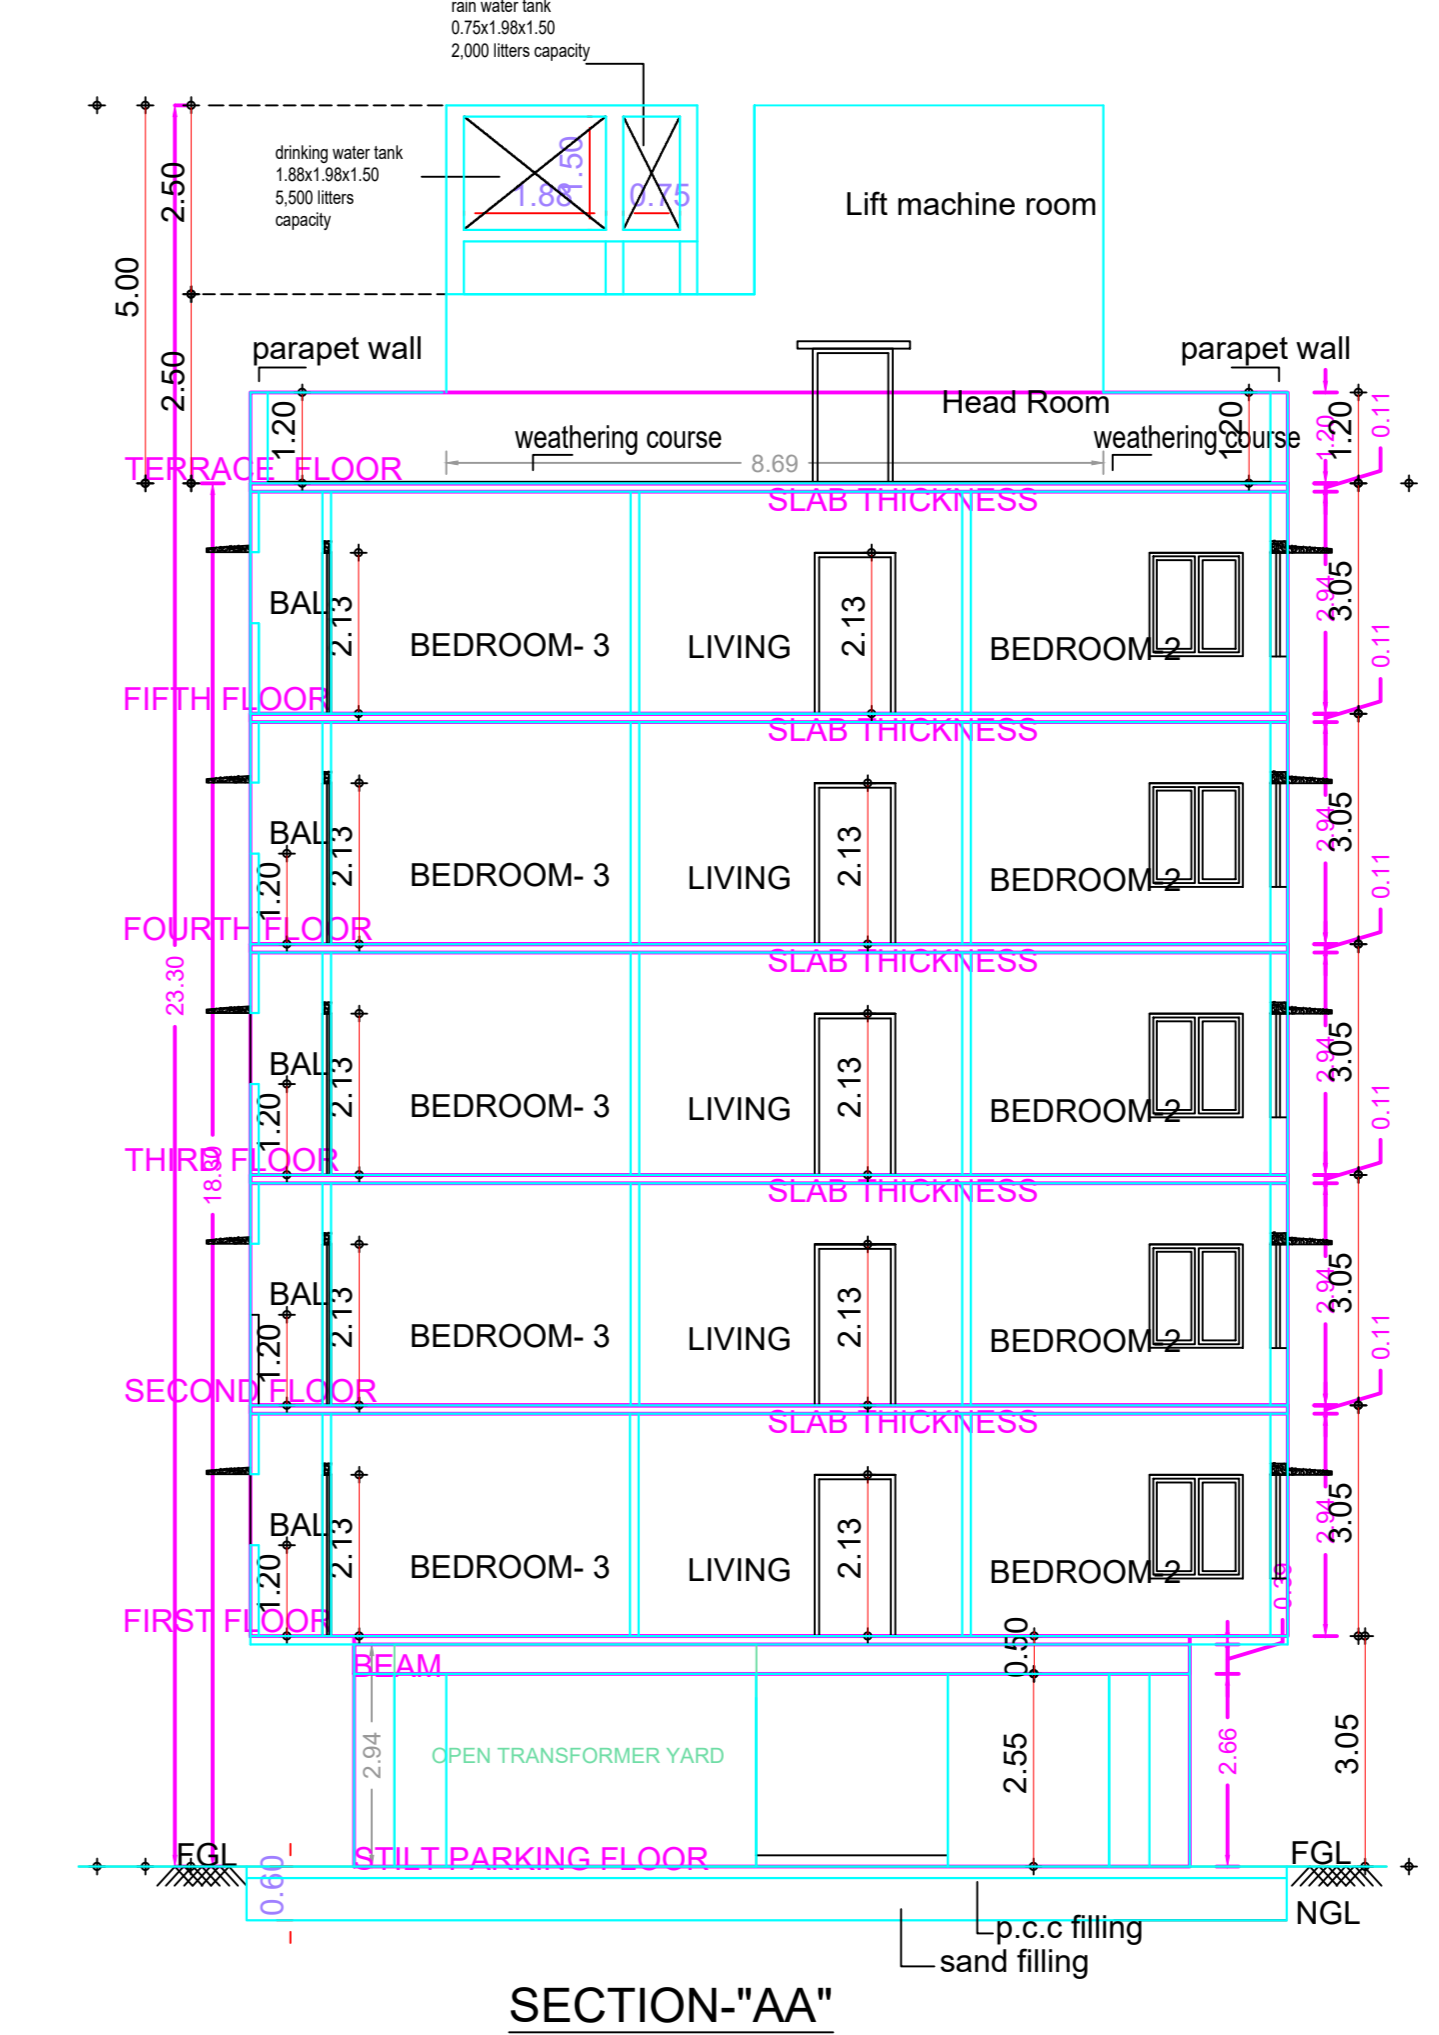 rain water tank
0.75x1.98x1.50
2,000 litters capacity
drinking water tank
1.88x1.98x1.50
5,500 litters
capacity
1.50
1.88
0.75
2.50
Lift machine room
5.00
2.50
parapet wall
parapet wall
1.20
Head Room
1.20
1.20
1.20
0.11
weathering course
weathering course
8.69
TERRACE FLOOR
SLAB THICKNESS
BAL
2.13
BEDROOM- 3
LIVING
2.13
BEDROOM-2
2.94
3.05
0.11
FIFTH FLOOR
SLAB THICKNESS
BAL
2.13
1.20
BEDROOM- 3
LIVING
2.13
BEDROOM-2
2.94
3.05
0.11
FOURTH FLOOR
SLAB THICKNESS
23.30
BAL
2.13
1.20
BEDROOM- 3
LIVING
2.13
BEDROOM-2
2.94
3.05
0.11
THIRD FLOOR
18.30
SLAB THICKNESS
BAL
2.13
1.20
BEDROOM- 3
LIVING
2.13
BEDROOM-2
2.94
3.05
0.11
SECOND FLOOR
SLAB THICKNESS
BAL
2.13
1.20
BEDROOM- 3
LIVING
2.13
BEDROOM-2
2.94
3.05
0.39
FIRST FLOOR
0.50
BEAM
2.94
OPEN TRANSFORMER YARD
2.55
2.66
3.05
FGL
STILT PARKING FLOOR
FGL
0.60
NGL
p.c.c filling
sand filling
SECTION-"AA"